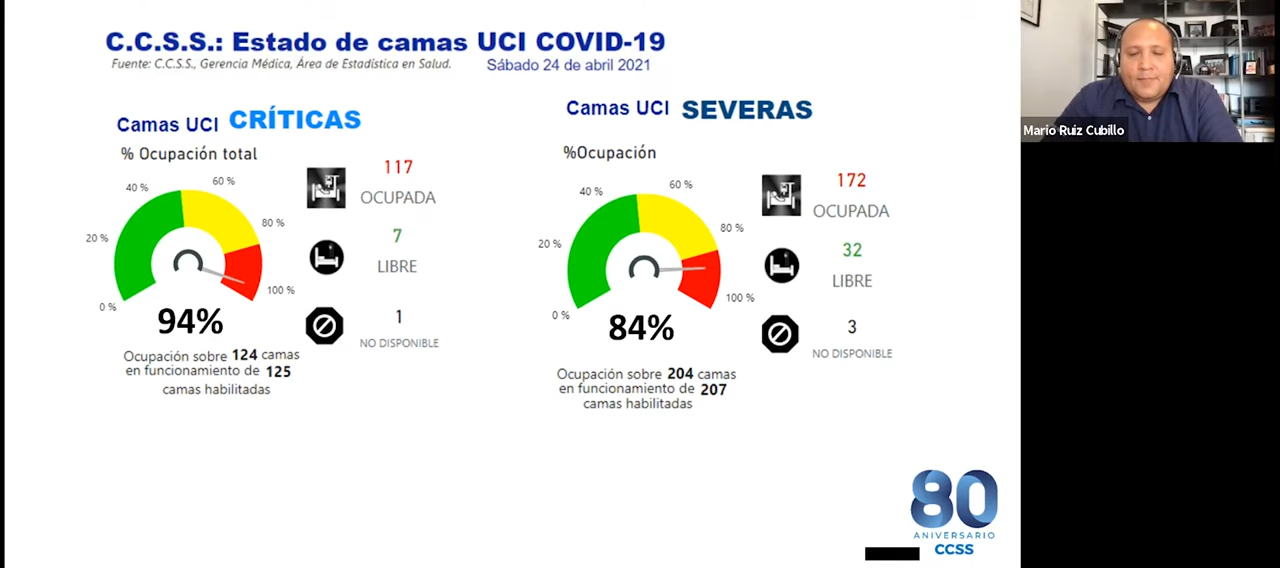 C.C.S.S.: Estado de camas UCI COVID-19
Fuente: C.C.S.S., Gerencia Médica, Área de Estadística en Salud.
Sábado 24 de abril 2021
Camas UCI CRÍTICAS
% Ocupación total
0 %
20 %
40 %
60 %
80 %
100 %
94%
Ocupación sobre 124 camas
en funcionamiento de 125
camas habilitadas
117
OCUPADA
7
LIBRE
1
NO DISPONIBLE
Camas UCI SEVERAS
%Ocupación
0 %
20 %
40 %
60 %
80 %
100 %
84%
Ocupación sobre 204 camas
en funcionamiento de 207
camas habilitadas
172
OCUPADA
32
LIBRE
3
NO DISPONIBLE
80
ANIVERSARIO
CCSS
Mario Ruiz Cubillo